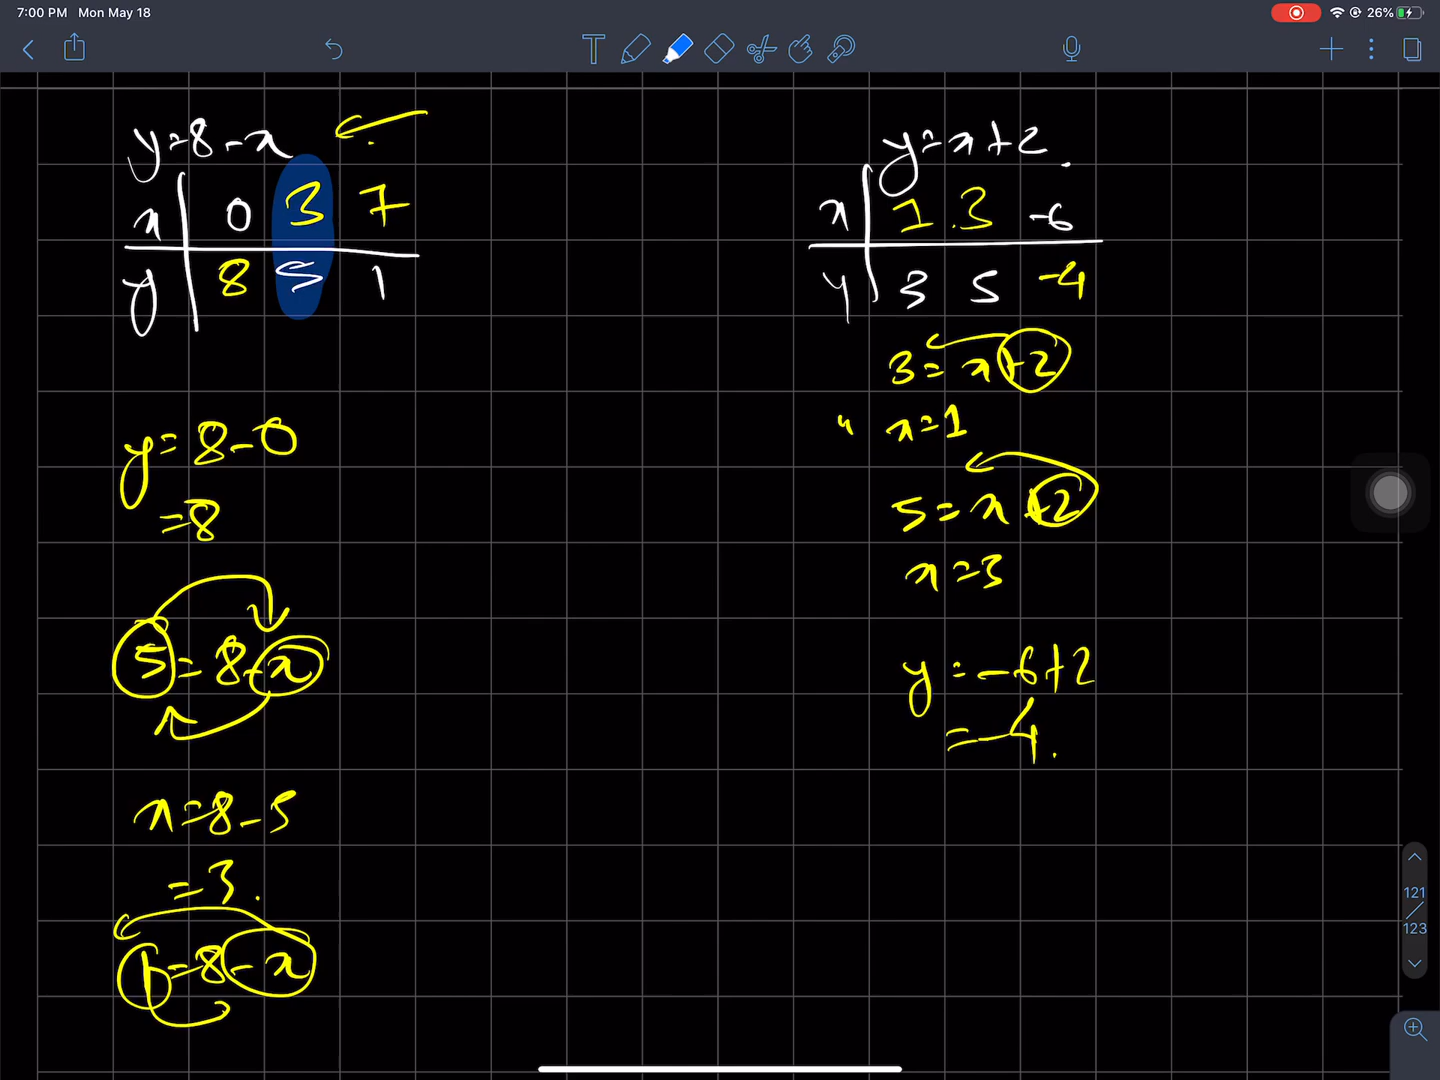 7:00 PM Mon May 18
26%
y=8-x
x 0 3 7
y 8 5 1
y=8-0
=8
5=8-x
x=8-5
=3.
1=8-x
y=x+2
x 1 3 -6
y 3 5 -4
3=x+2
x=1
5=x+2
x=3
y=-6+2
=-4.
121
/
123